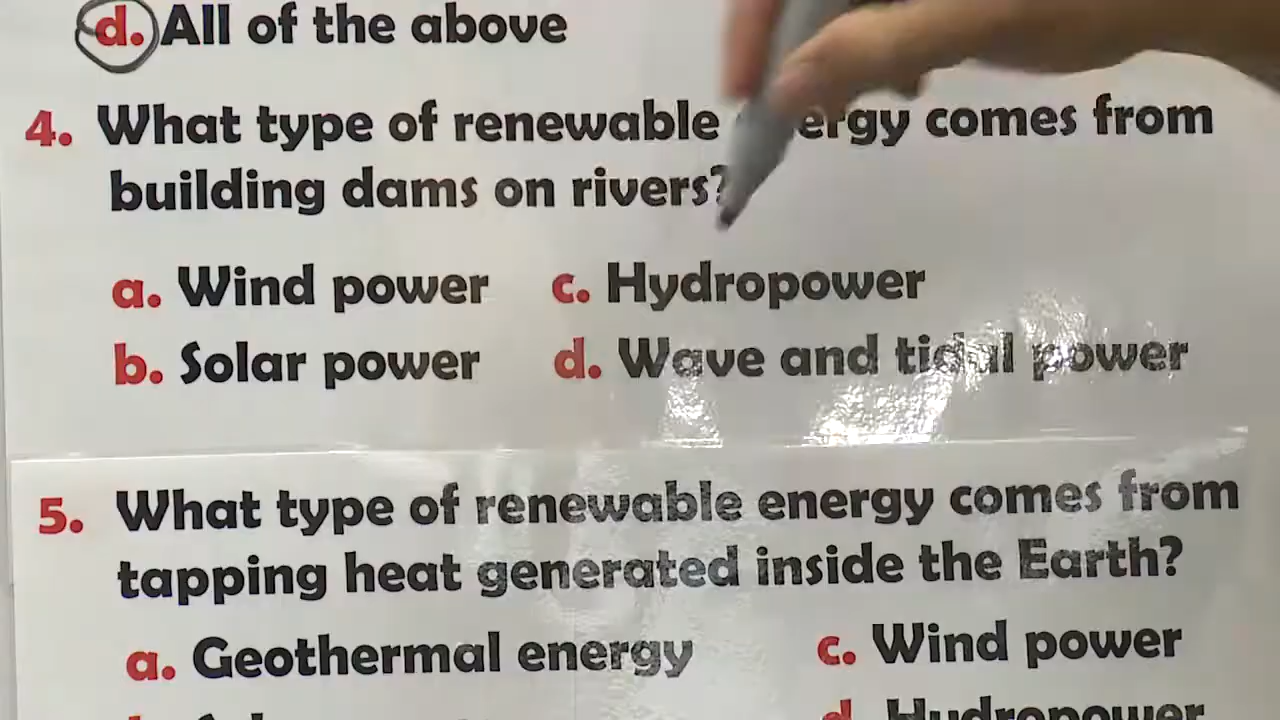 d. All of the above
4. What type of renewable energy comes from
building dams on rivers?
a. Wind power c. Hydropower
b. Solar power d. Wave and tidal power
5. What type of renewable energy comes from
tapping heat generated inside the Earth?
a. Geothermal energy c. Wind power
d. Hydropower